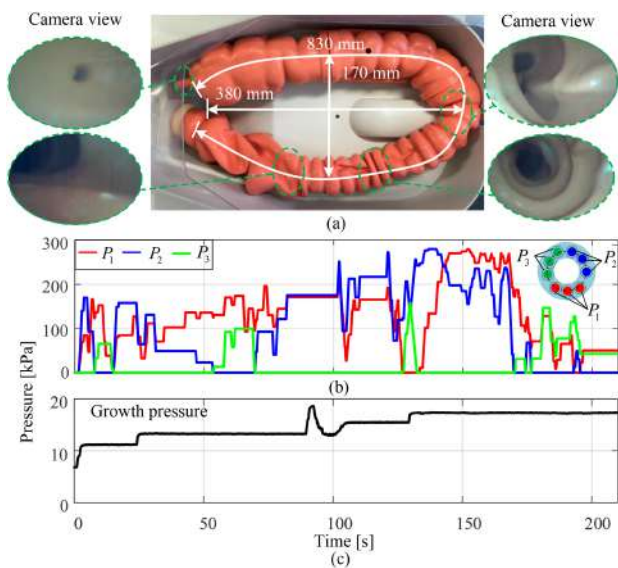 Camera view
Camera view
830 mm
170 mm
380 mm
(a)
300
200
100
0
P1 P2 P3
P3 P2
P1
(b)
Pressure [kPa]
20
10
0
Growth pressure
0 50 100 150 200
Time [s]
(c)